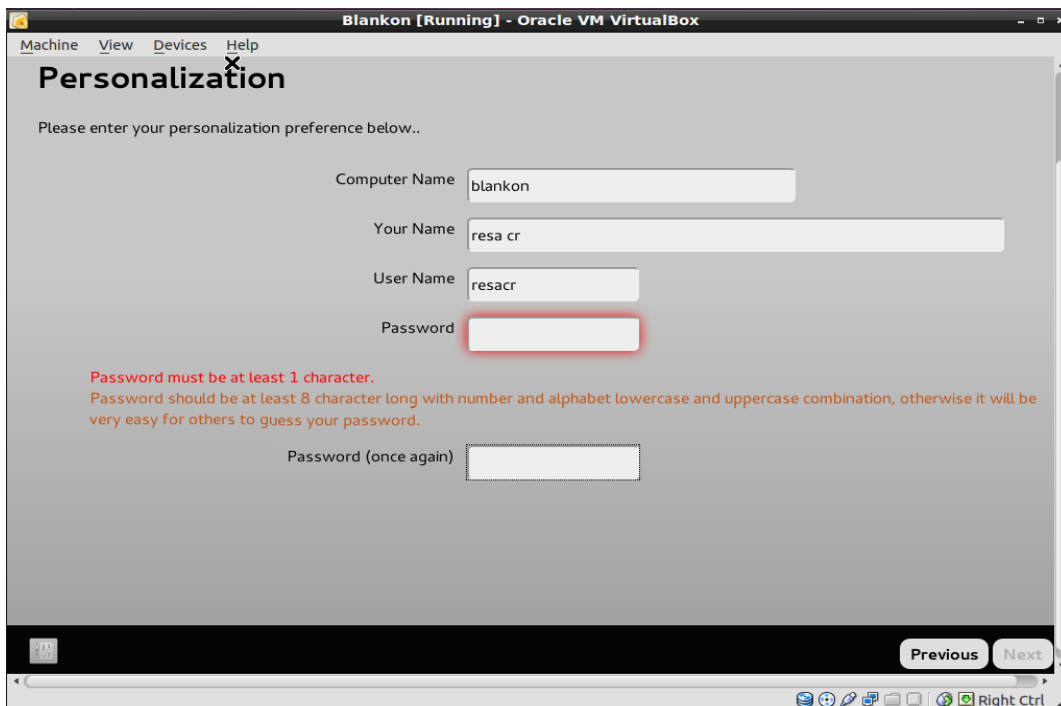 Blankon [Running] - Oracle VM VirtualBox
Machine View Devices Help
Personalization
Please enter your personalization preference below..
Computer Name blankon
Your Name resa cr
User Name resacr
Password
Password must be at least 1 character.
Password should be at least 8 character long with number and alphabet lowercase and uppercase combination, otherwise it will be
very easy for others to guess your password.
Password (once again)
Previous Next
Right Ctrl